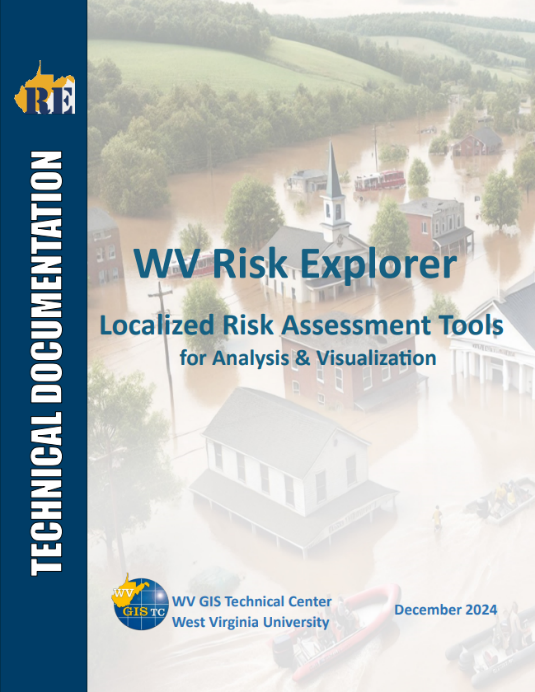 RE
TECHNICAL DOCUMENTATION
WV Risk Explorer
Localized Risk Assessment Tools
for Analysis & Visualization
WV
GIS TC
WV GIS Technical Center
West Virginia University
December 2024